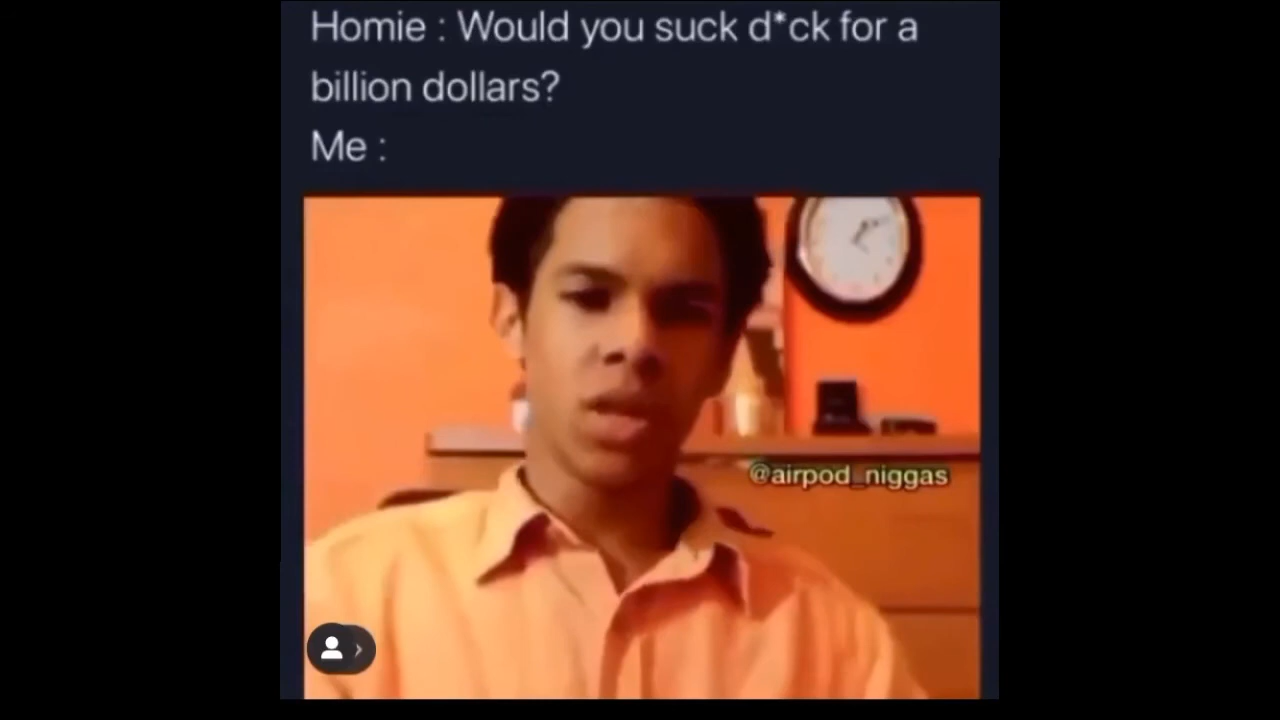 Homie : Would you suck d*ck for a
billion dollars?
Me :
@airpod_niggas